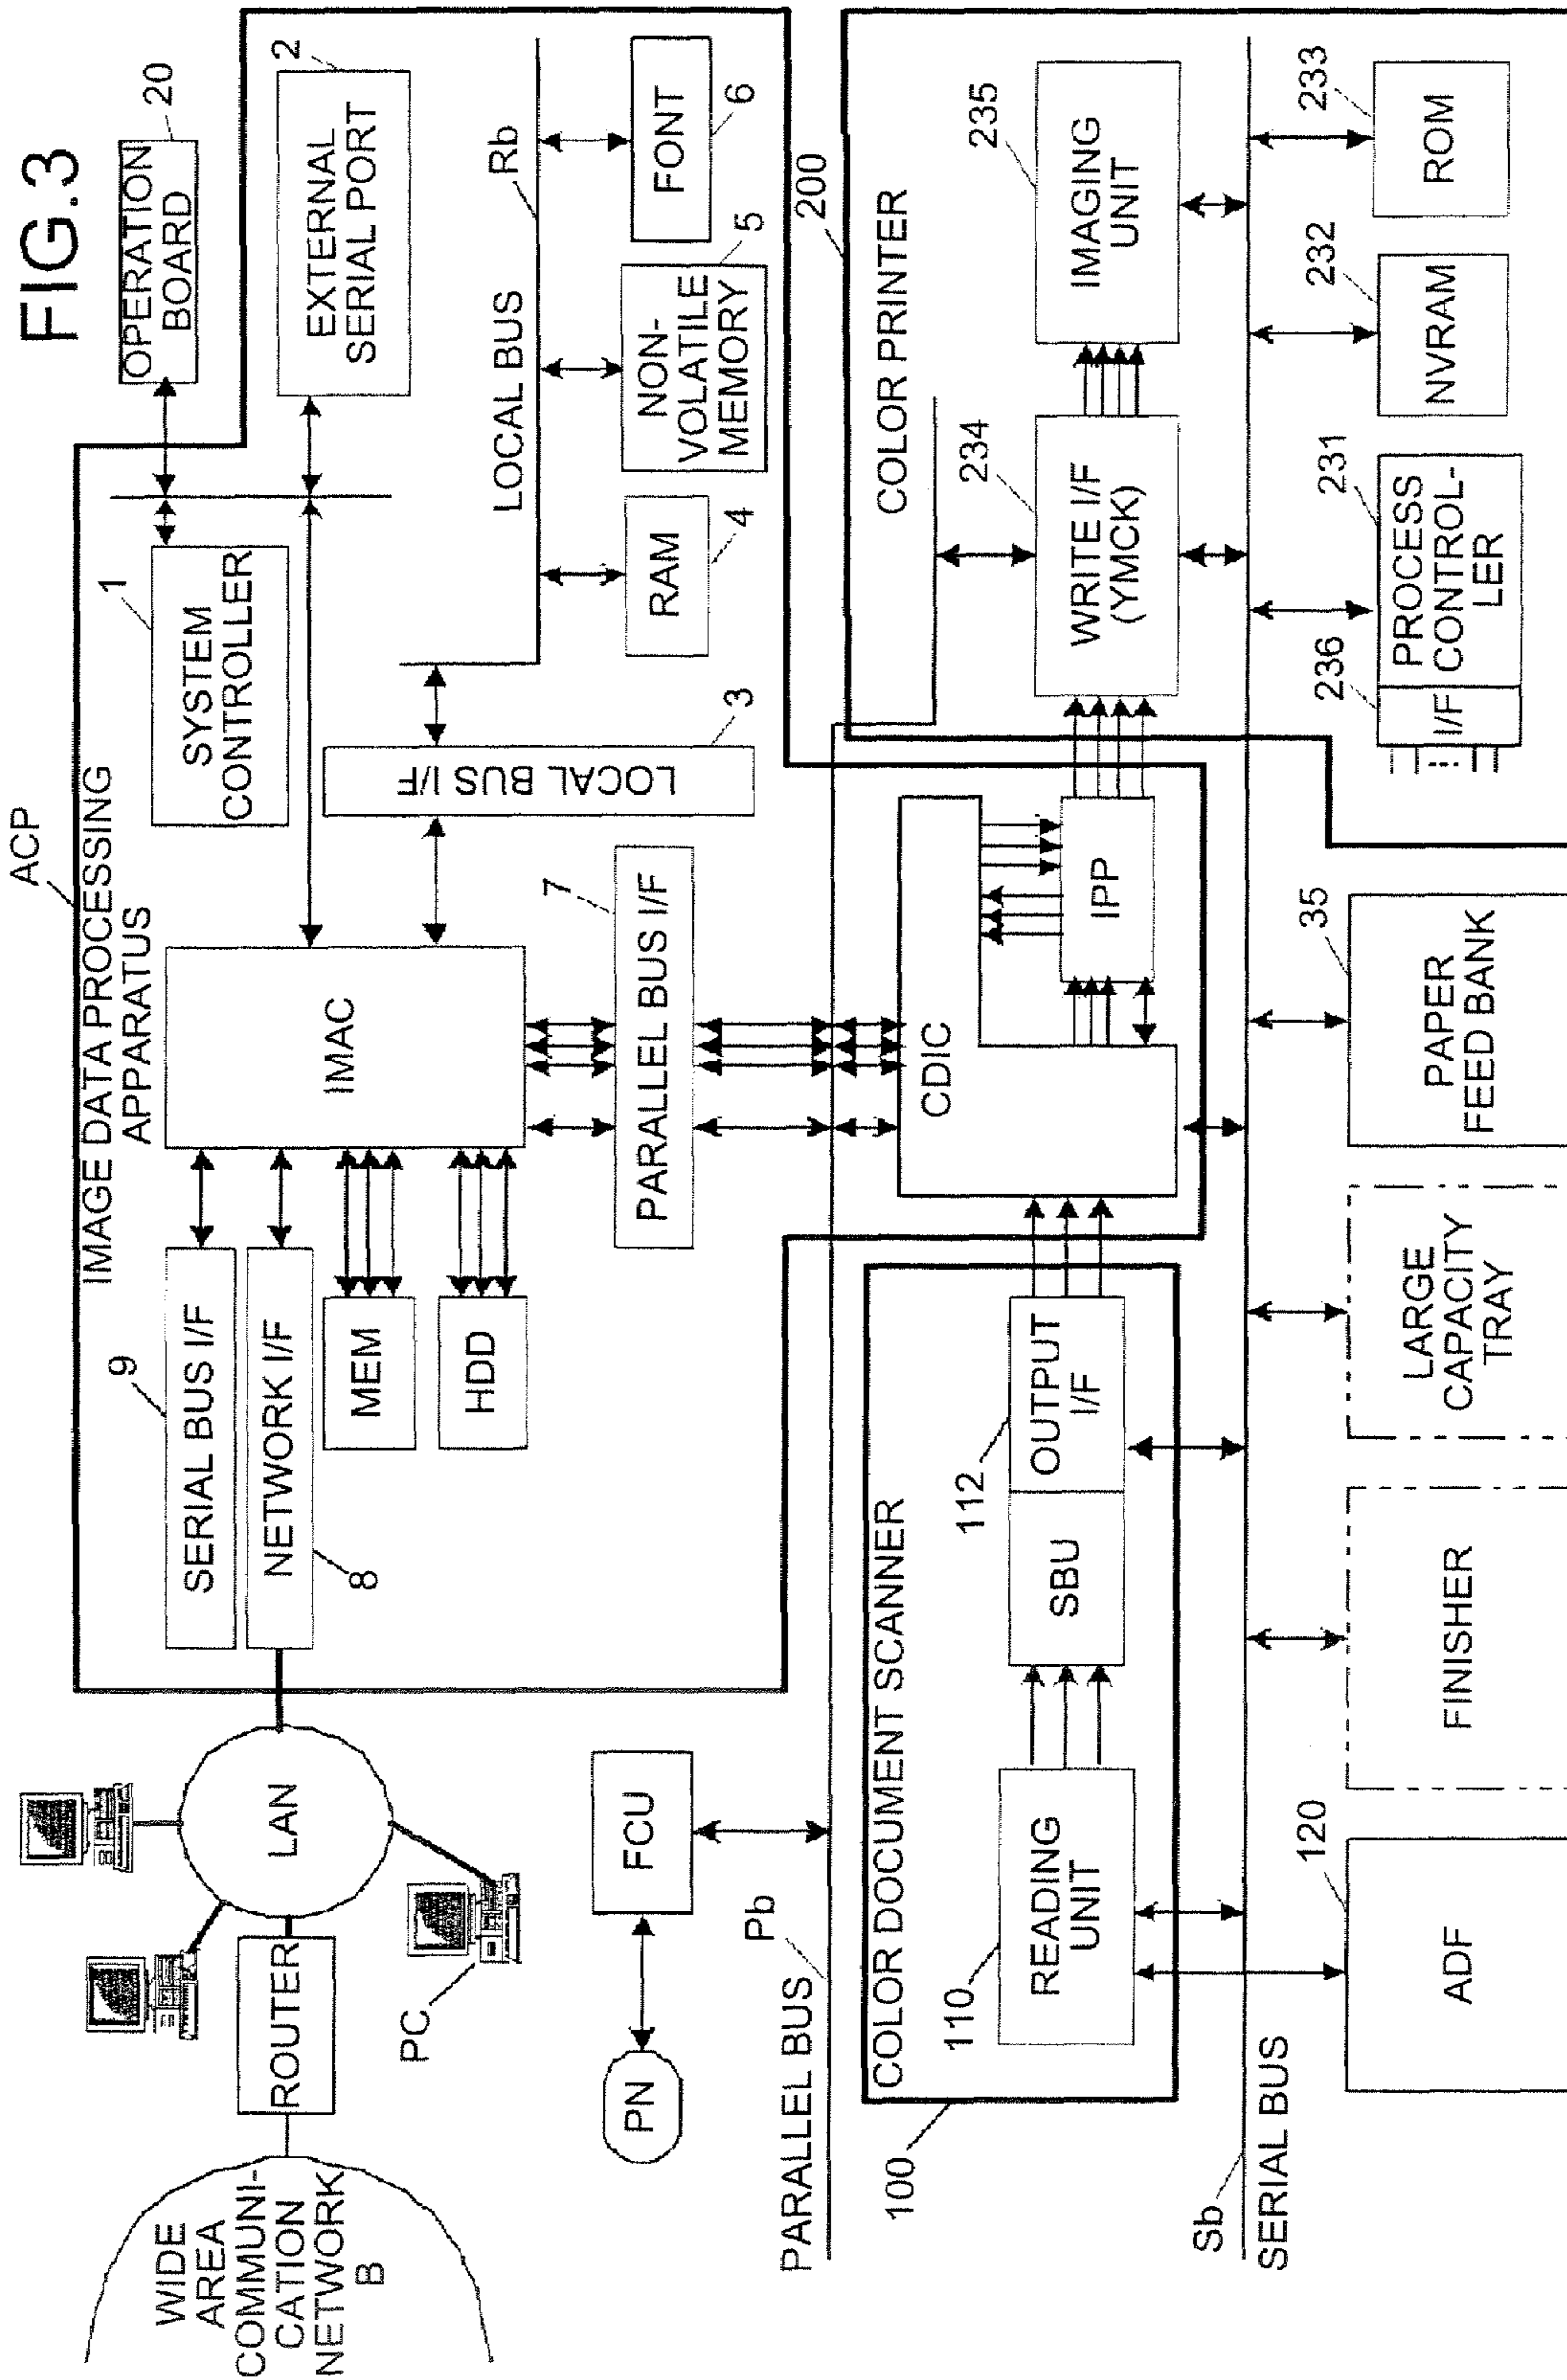 FIG.3
ACP
IMAGE DATA PROCESSING
APPARATUS
OPERATION
BOARD
20
1
SYSTEM
CONTROLLER
EXTERNAL
SERIAL PORT
2
9
SERIAL BUS I/F
NETWORK I/F
8
MEM
HDD
IMAC
LOCAL BUS I/F
3
LOCAL BUS
Rb
RAM
4
NON-
VOLATILE
MEMORY
5
FONT
6
7
PARALLEL BUS I/F
WIDE
AREA
COMMUNI-
CATION
NETWORK
B
ROUTER
LAN
PC
PN
FCU
PARALLEL BUS
Pb
COLOR DOCUMENT SCANNER
100
110
READING
UNIT
SBU
112
OUTPUT
I/F
CDIC
IPP
200
COLOR PRINTER
234
WRITE I/F
(YMCK)
235
IMAGING
UNIT
Sb
SERIAL BUS
120
ADF
FINISHER
LARGE
CAPACITY
TRAY
35
PAPER
FEED BANK
236
I/F
231
PROCESS
CONTROL-
LER
232
NVRAM
233
ROM